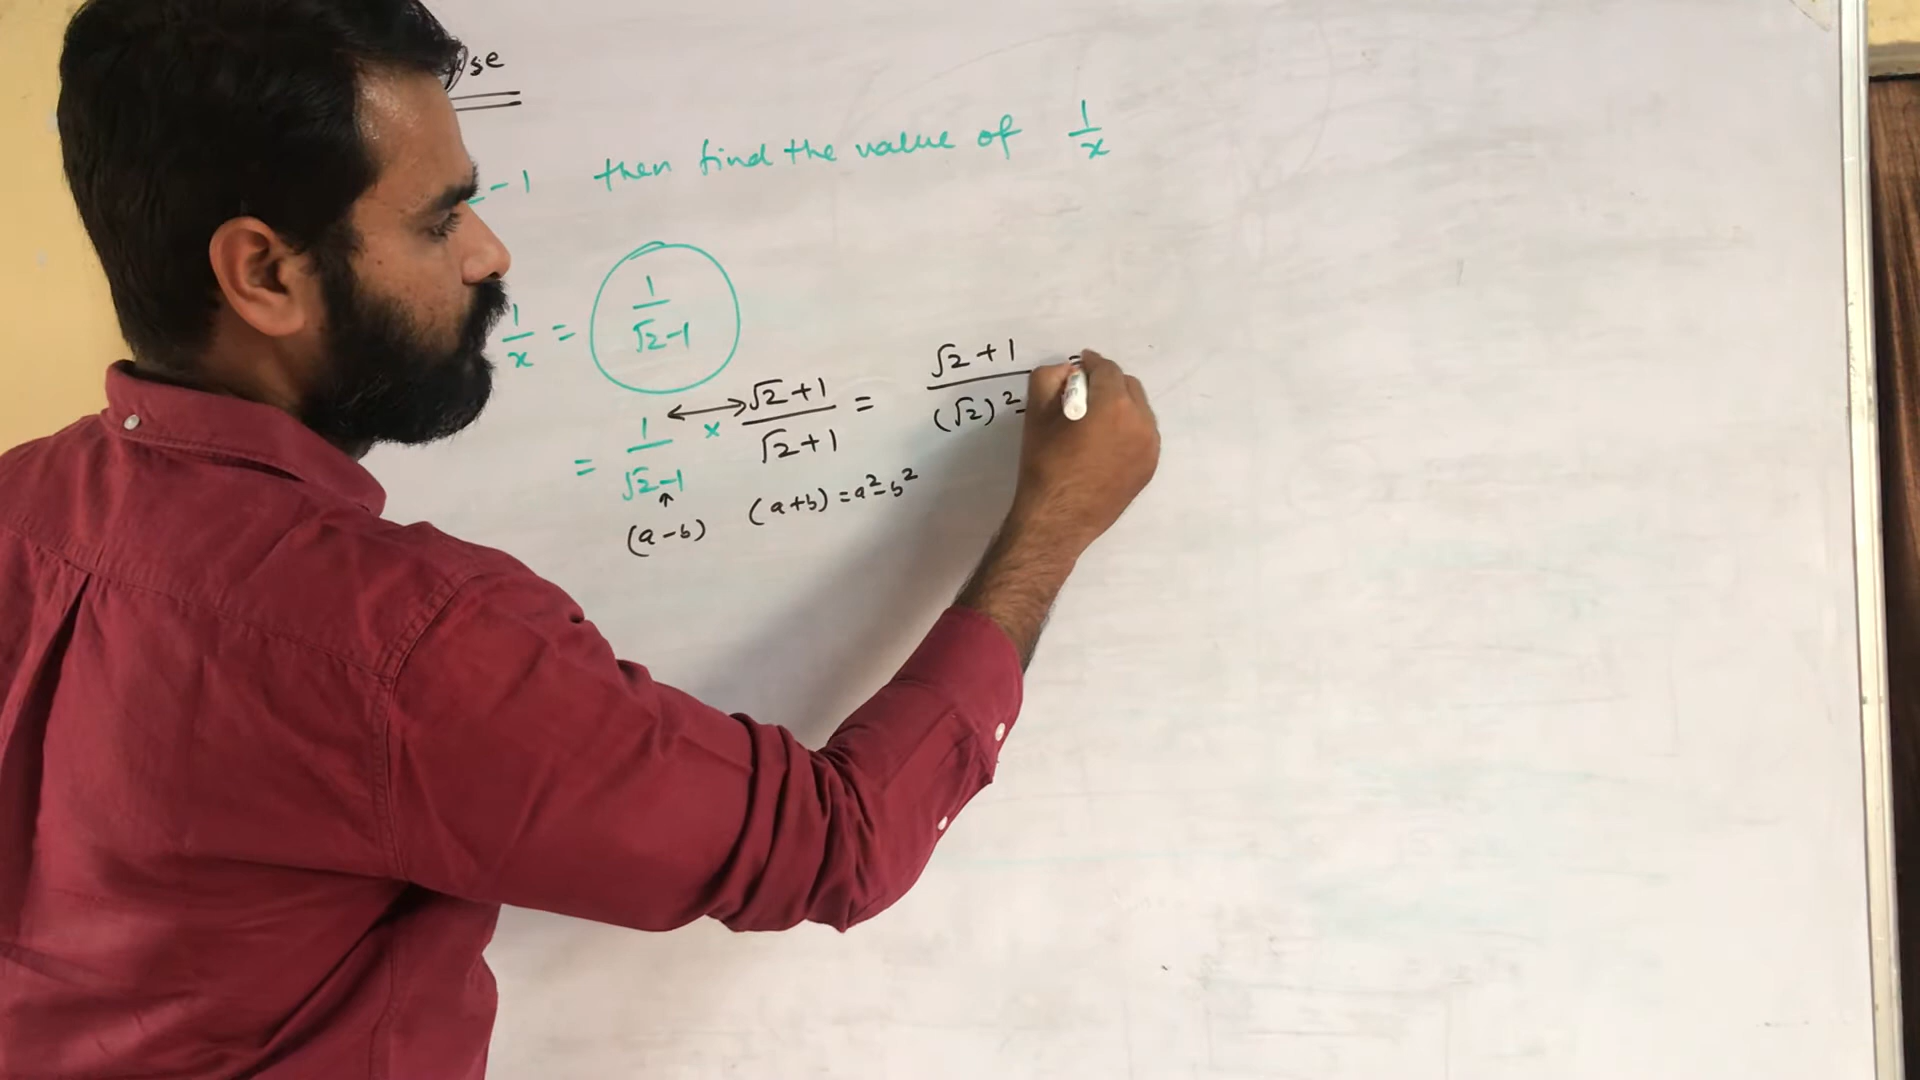 -1 then find the value of 1/x
1/x = 1/(√2-1)
= 1/(√2-1) × (√2+1)/(√2+1) = (√2+1)/(√2)²- =
(a-b) (a+b) = a²-b²